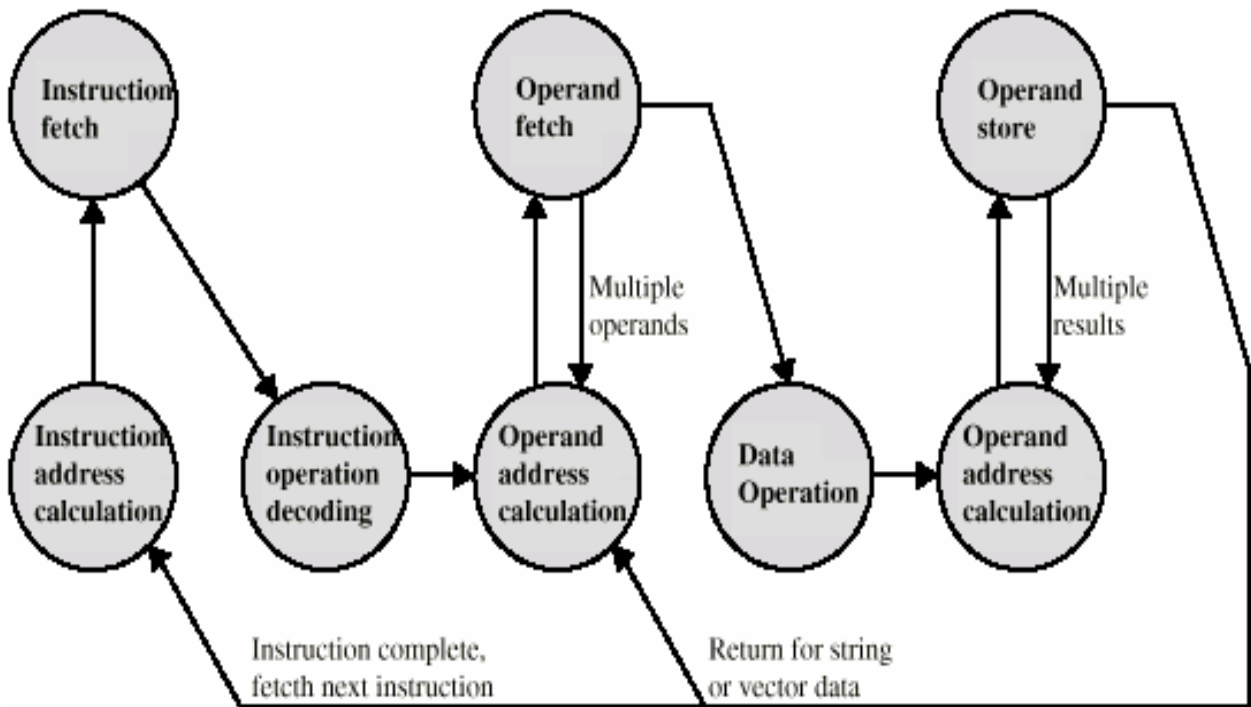 Instruction
fetch
Operand
fetch
Operand
store
Multiple
operands
Multiple
results
Instruction
address
calculation
Instruction
operation
decoding
Operand
address
calculation
Data
Operation
Operand
address
calculation
Instruction complete,
fetcth next instruction
Return for string
or vector data